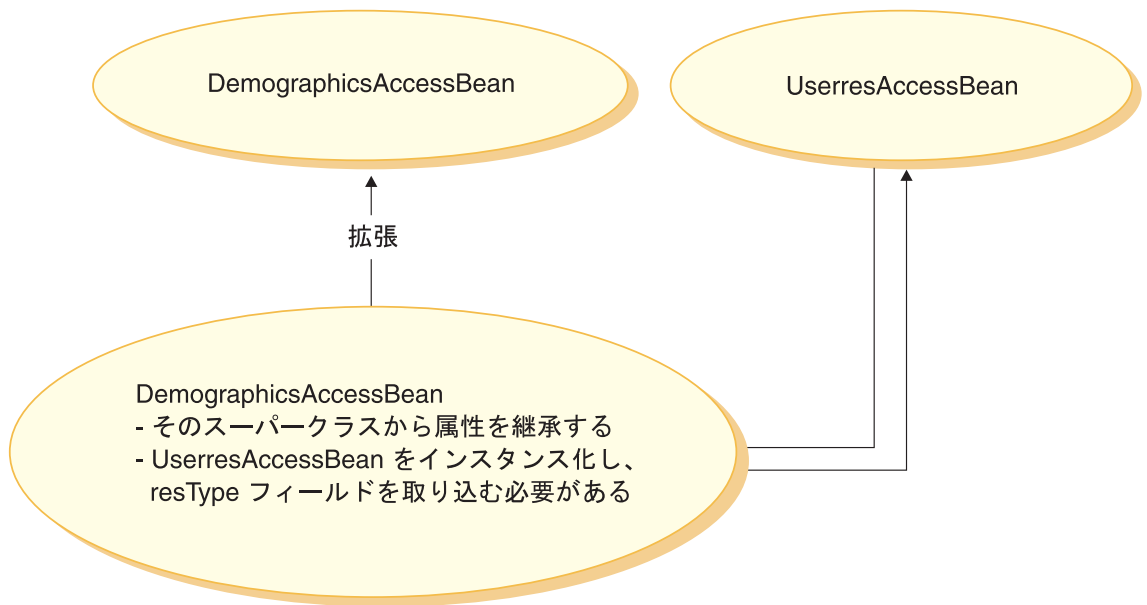 DemographicsAccessBean
UserresAccessBean
拡張
DemographicsAccessBean
- そのスーパークラスから属性を継承する
- UserresAccessBean をインスタンス化し、
resType フィールドを取り込む必要がある